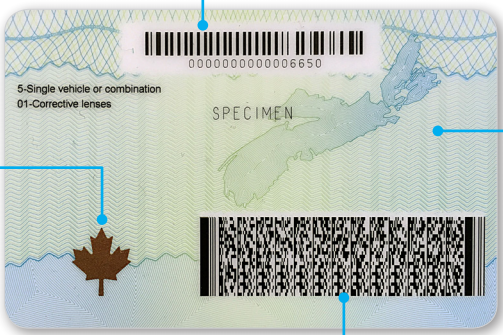 0000000000006650
5-Single vehicle or combination
01-Corrective lenses
SPECIMEN